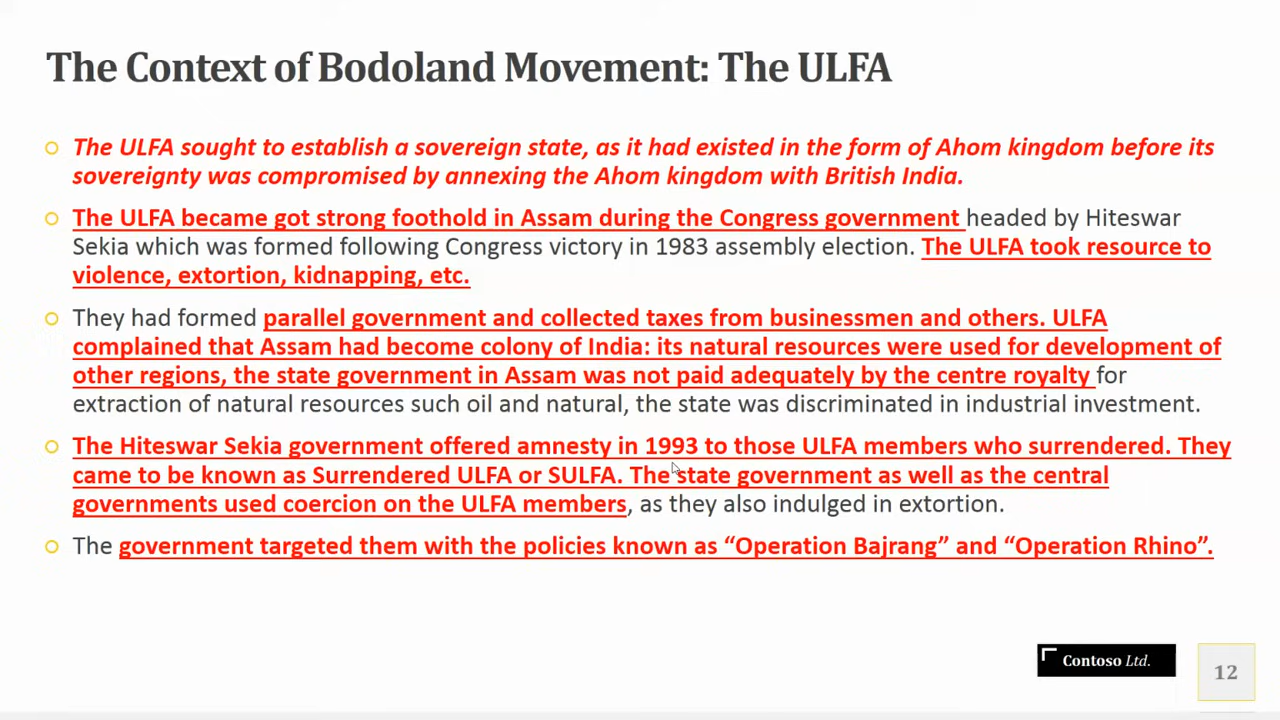 The Context of Bodoland Movement: The ULFA
The ULFA sought to establish a sovereign state, as it had existed in the form of Ahom kingdom before its
sovereignty was compromised by annexing the Ahom kingdom with British India.
The ULFA became got strong foothold in Assam during the Congress government headed by Hiteswar
Sekia which was formed following Congress victory in 1983 assembly election. The ULFA took resource to
violence, extortion, kidnapping, etc.
They had formed parallel government and collected taxes from businessmen and others. ULFA
complained that Assam had become colony of India: its natural resources were used for development of
other regions, the state government in Assam was not paid adequately by the centre royalty for
extraction of natural resources such oil and natural, the state was discriminated in industrial investment.
The Hiteswar Sekia government offered amnesty in 1993 to those ULFA members who surrendered. They
came to be known as Surrendered ULFA or SULFA. The state government as well as the central
governments used coercion on the ULFA members, as they also indulged in extortion.
The government targeted them with the policies known as “Operation Bajrang” and “Operation Rhino”.
Contoso Ltd.
12